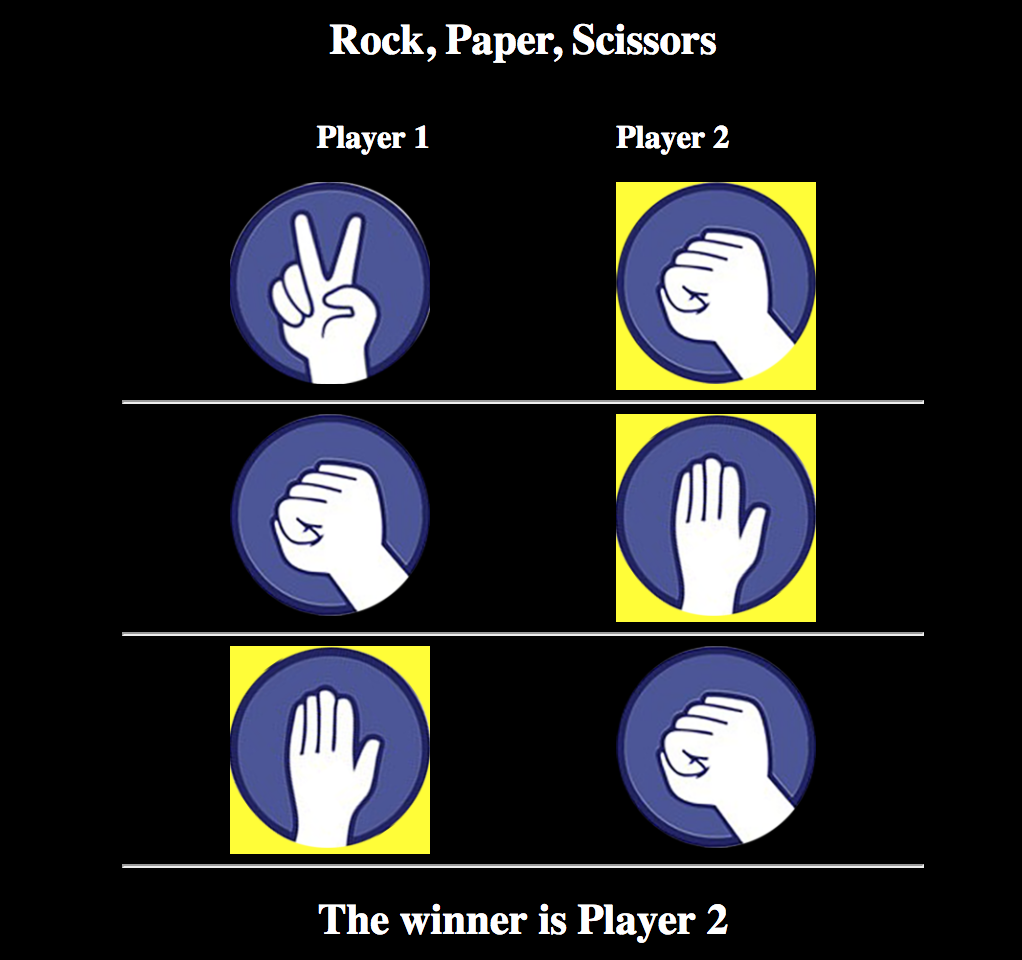 Rock, Paper, Scissors
Player 1 Player 2
The winner is Player 2